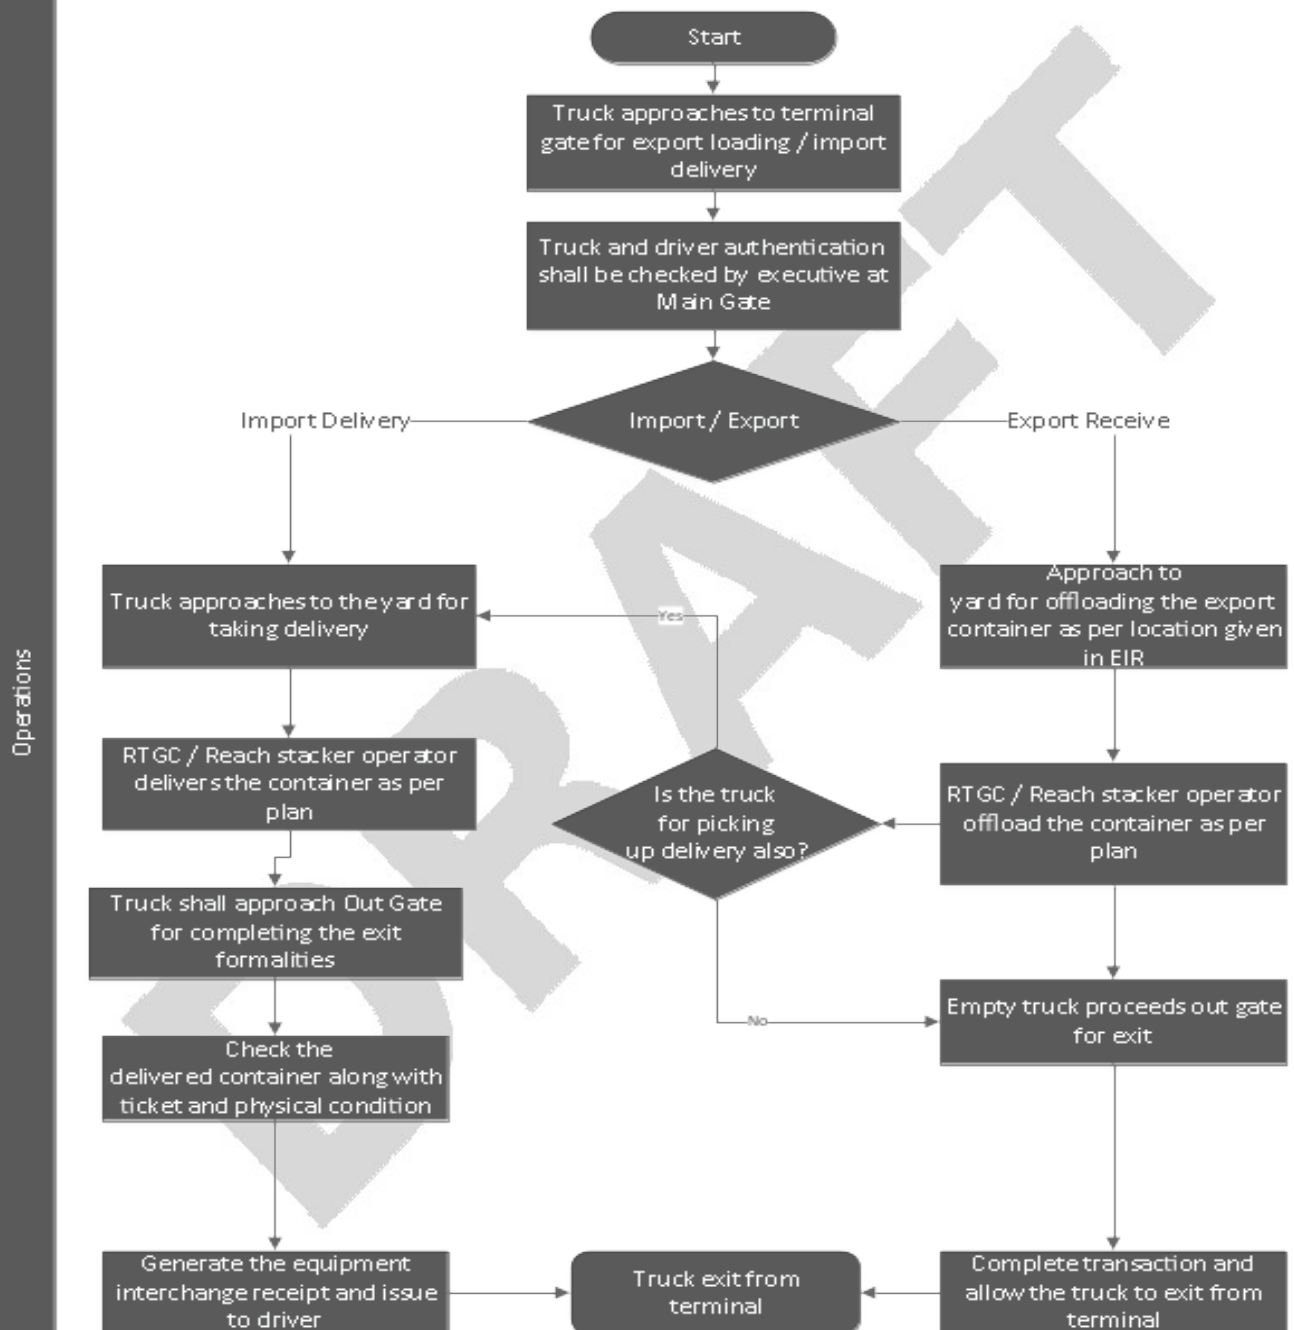 Start
Truck approaches to terminal
gate for export loading / import
delivery
Truck and driver authentication
shall be checked by executive at
Main Gate
Import / Export
Import Delivery
Export Receive
Truck approaches to the yard for
taking delivery
Yes
Approach to
yard for offloading the export
container as per location given
in EIR
RTGC / Reach stacker operator
delivers the container as per
plan
Is the truck
for picking
up delivery also?
RTGC / Reach stacker operator
offload the container as per
plan
Truck shall approach Out Gate
for completing the exit
formalities
No
Empty truck proceeds out gate
for exit
Check the
delivered container along with
ticket and physical condition
Generate the equipment
interchange receipt and issue
to driver
Truck exit from
terminal
Complete transaction and
allow the truck to exit from
terminal
Operations
DRAFT